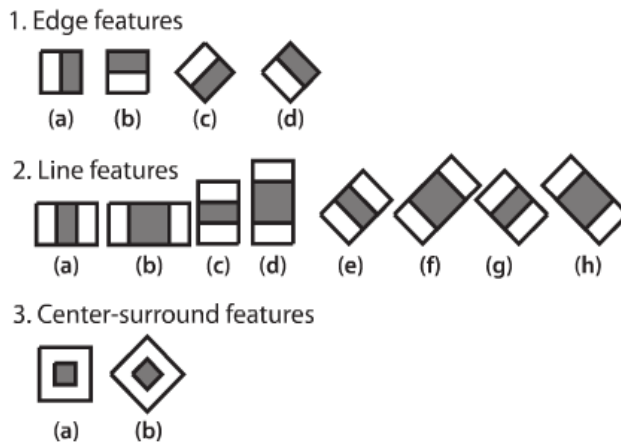 1. Edge features
(a) (b) (c) (d)
2. Line features
(a) (b) (c) (d) (e) (f) (g) (h)
3. Center-surround features
(a) (b)